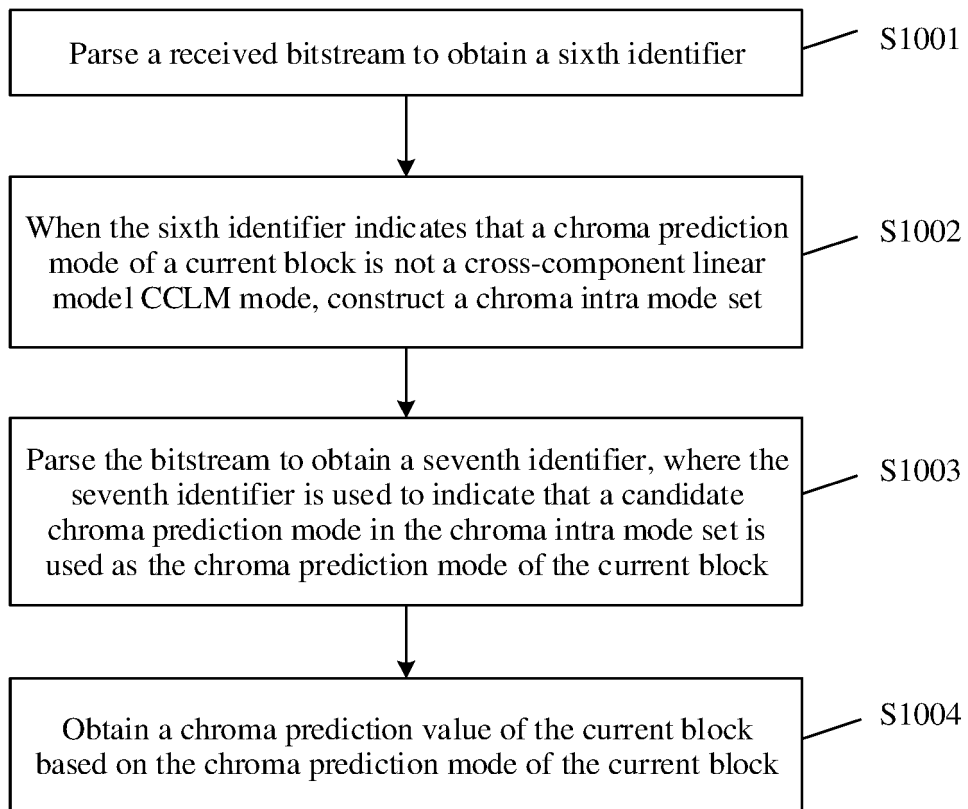 Parse a received bitstream to obtain a sixth identifier
S1001
When the sixth identifier indicates that a chroma prediction
mode of a current block is not a cross-component linear
model CCLM mode, construct a chroma intra mode set
S1002
Parse the bitstream to obtain a seventh identifier, where the
seventh identifier is used to indicate that a candidate
chroma prediction mode in the chroma intra mode set is
used as the chroma prediction mode of the current block
S1003
Obtain a chroma prediction value of the current block
based on the chroma prediction mode of the current block
S1004